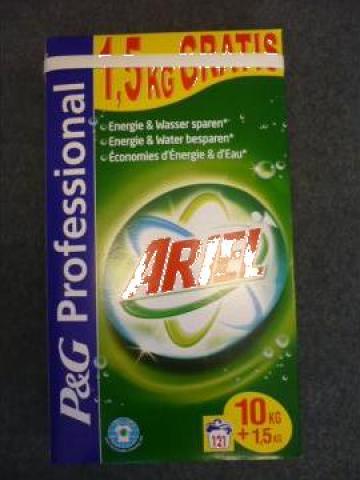 1,5 KG GRATIS
Energie & Wasser sparen*
Energie & Water besparen*
Économies d'Énergie & d'Eau*
P&G Professional
ARIEL
10 KG
+ 1,5 KG
121